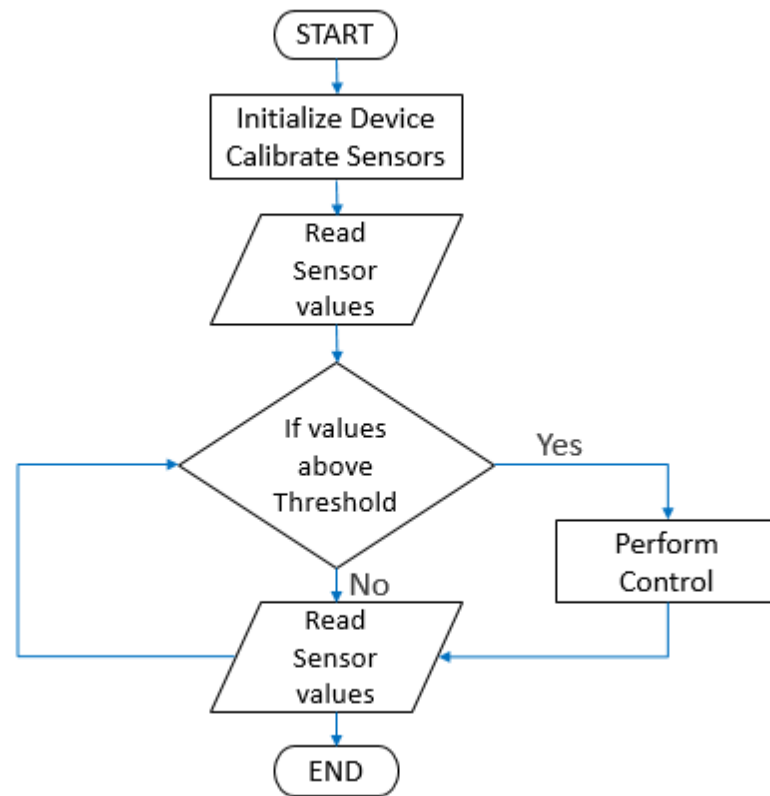 START
Initialize Device
Calibrate Sensors
Read
Sensor
values
If values
above
Threshold
Yes
Perform
Control
No
Read
Sensor
values
END